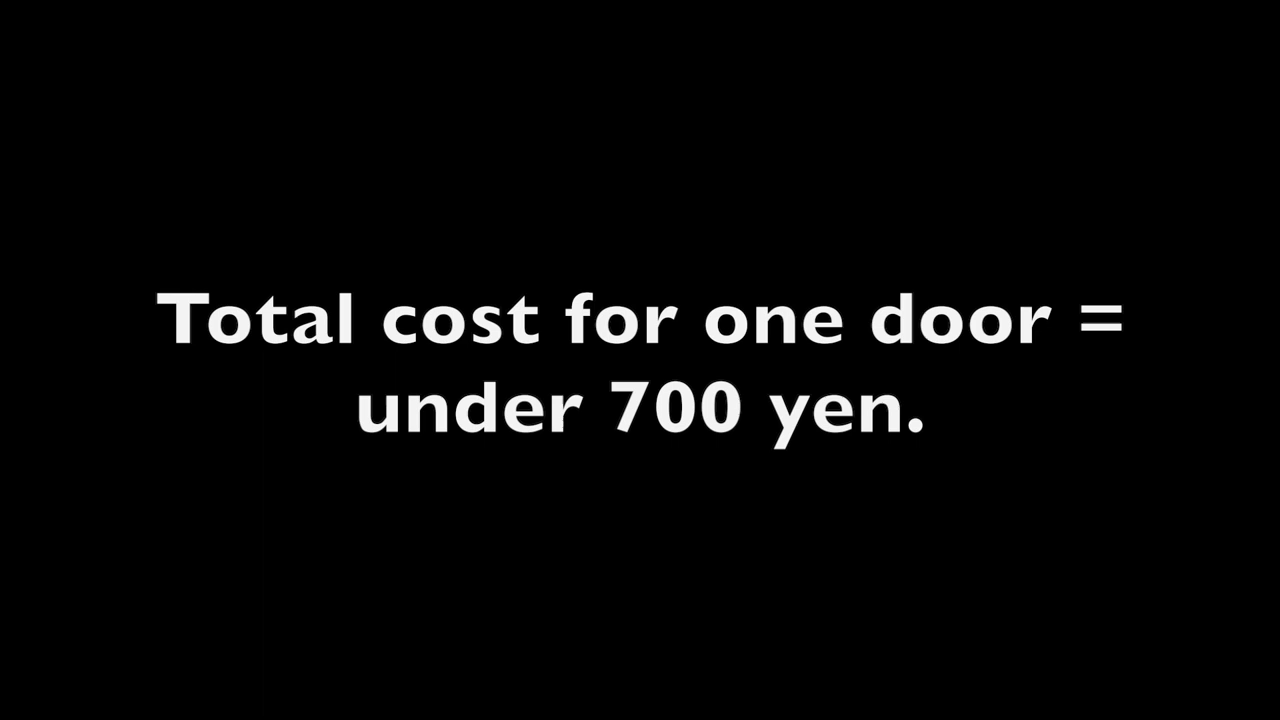 Total cost for one door =
under 700 yen.